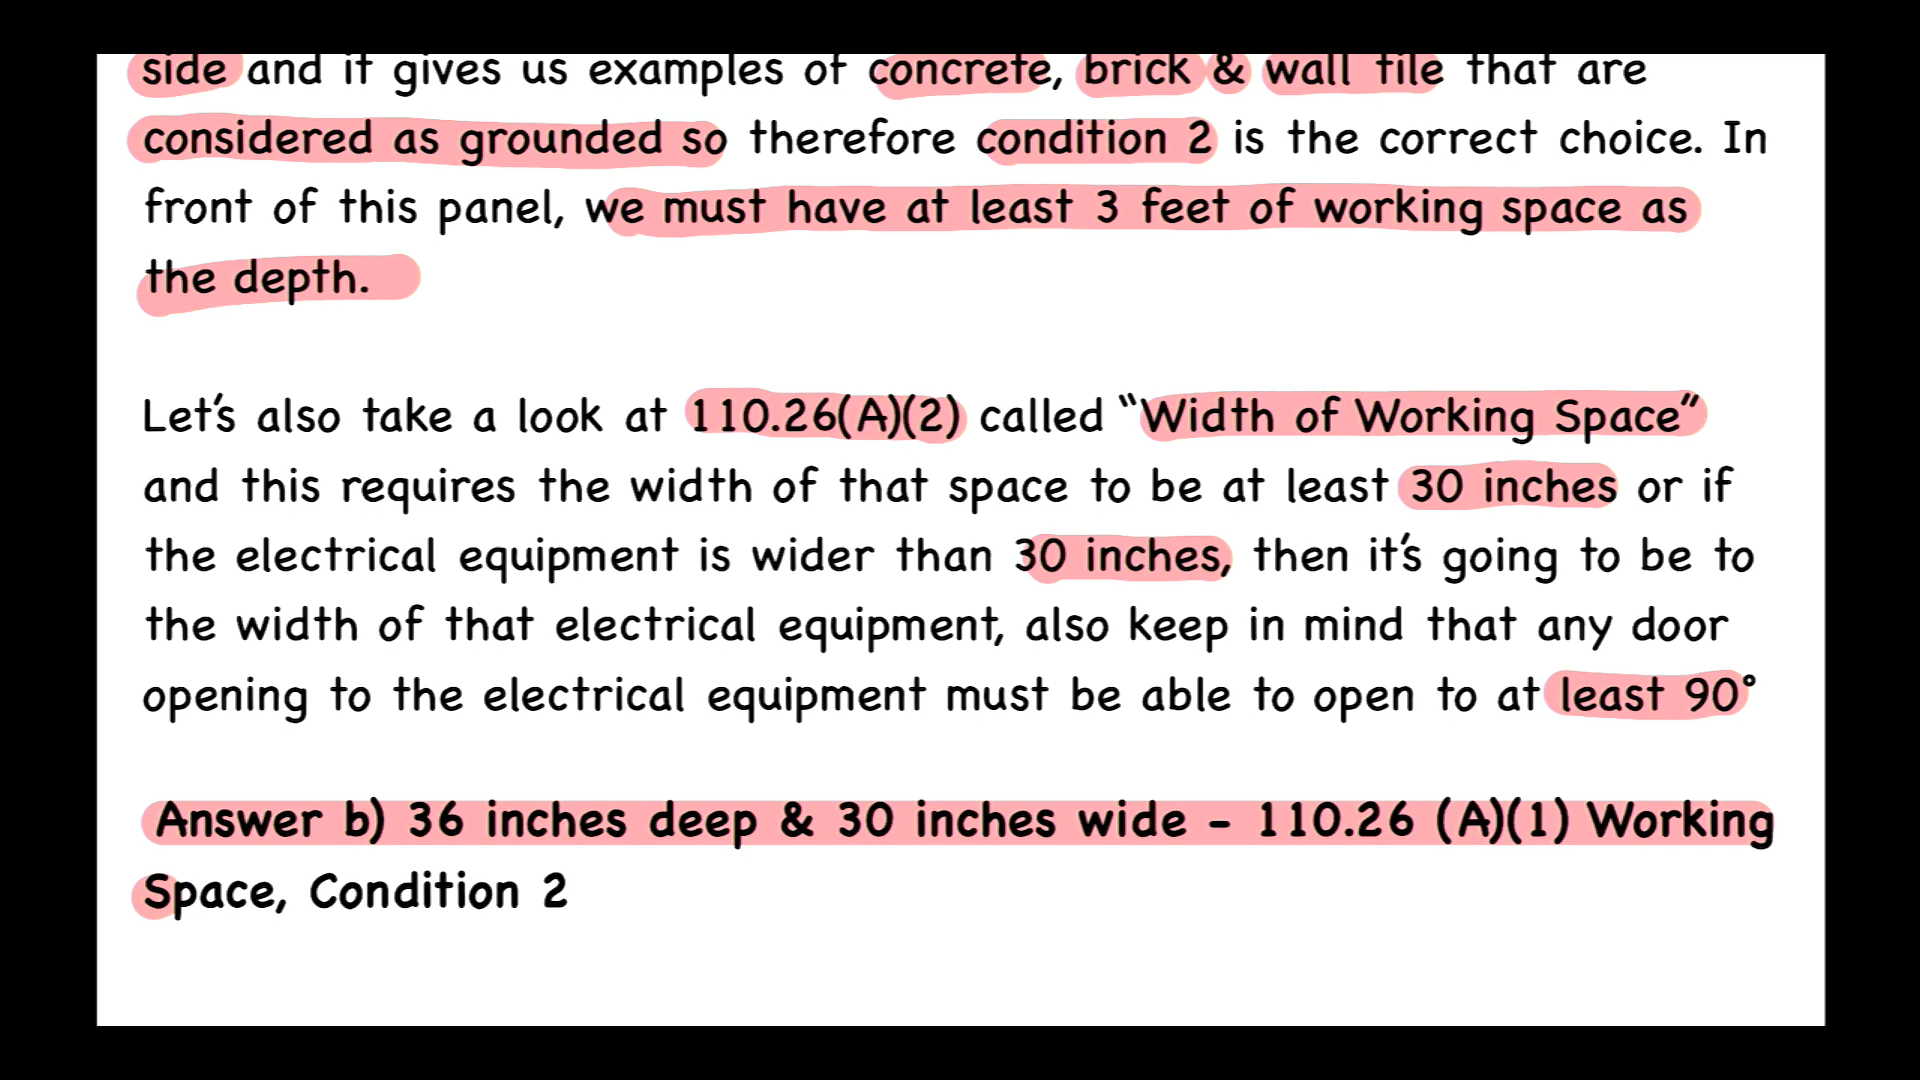 side and it gives us examples of concrete, brick & wall tile that are
considered as grounded so therefore condition 2 is the correct choice. In
front of this panel, we must have at least 3 feet of working space as
the depth.
Let's also take a look at 110.26(A)(2) called “Width of Working Space”
and this requires the width of that space to be at least 30 inches or if
the electrical equipment is wider than 30 inches, then it's going to be to
the width of that electrical equipment, also keep in mind that any door
opening to the electrical equipment must be able to open to at least 90°
Answer b) 36 inches deep & 30 inches wide - 110.26 (A)(1) Working
Space, Condition 2